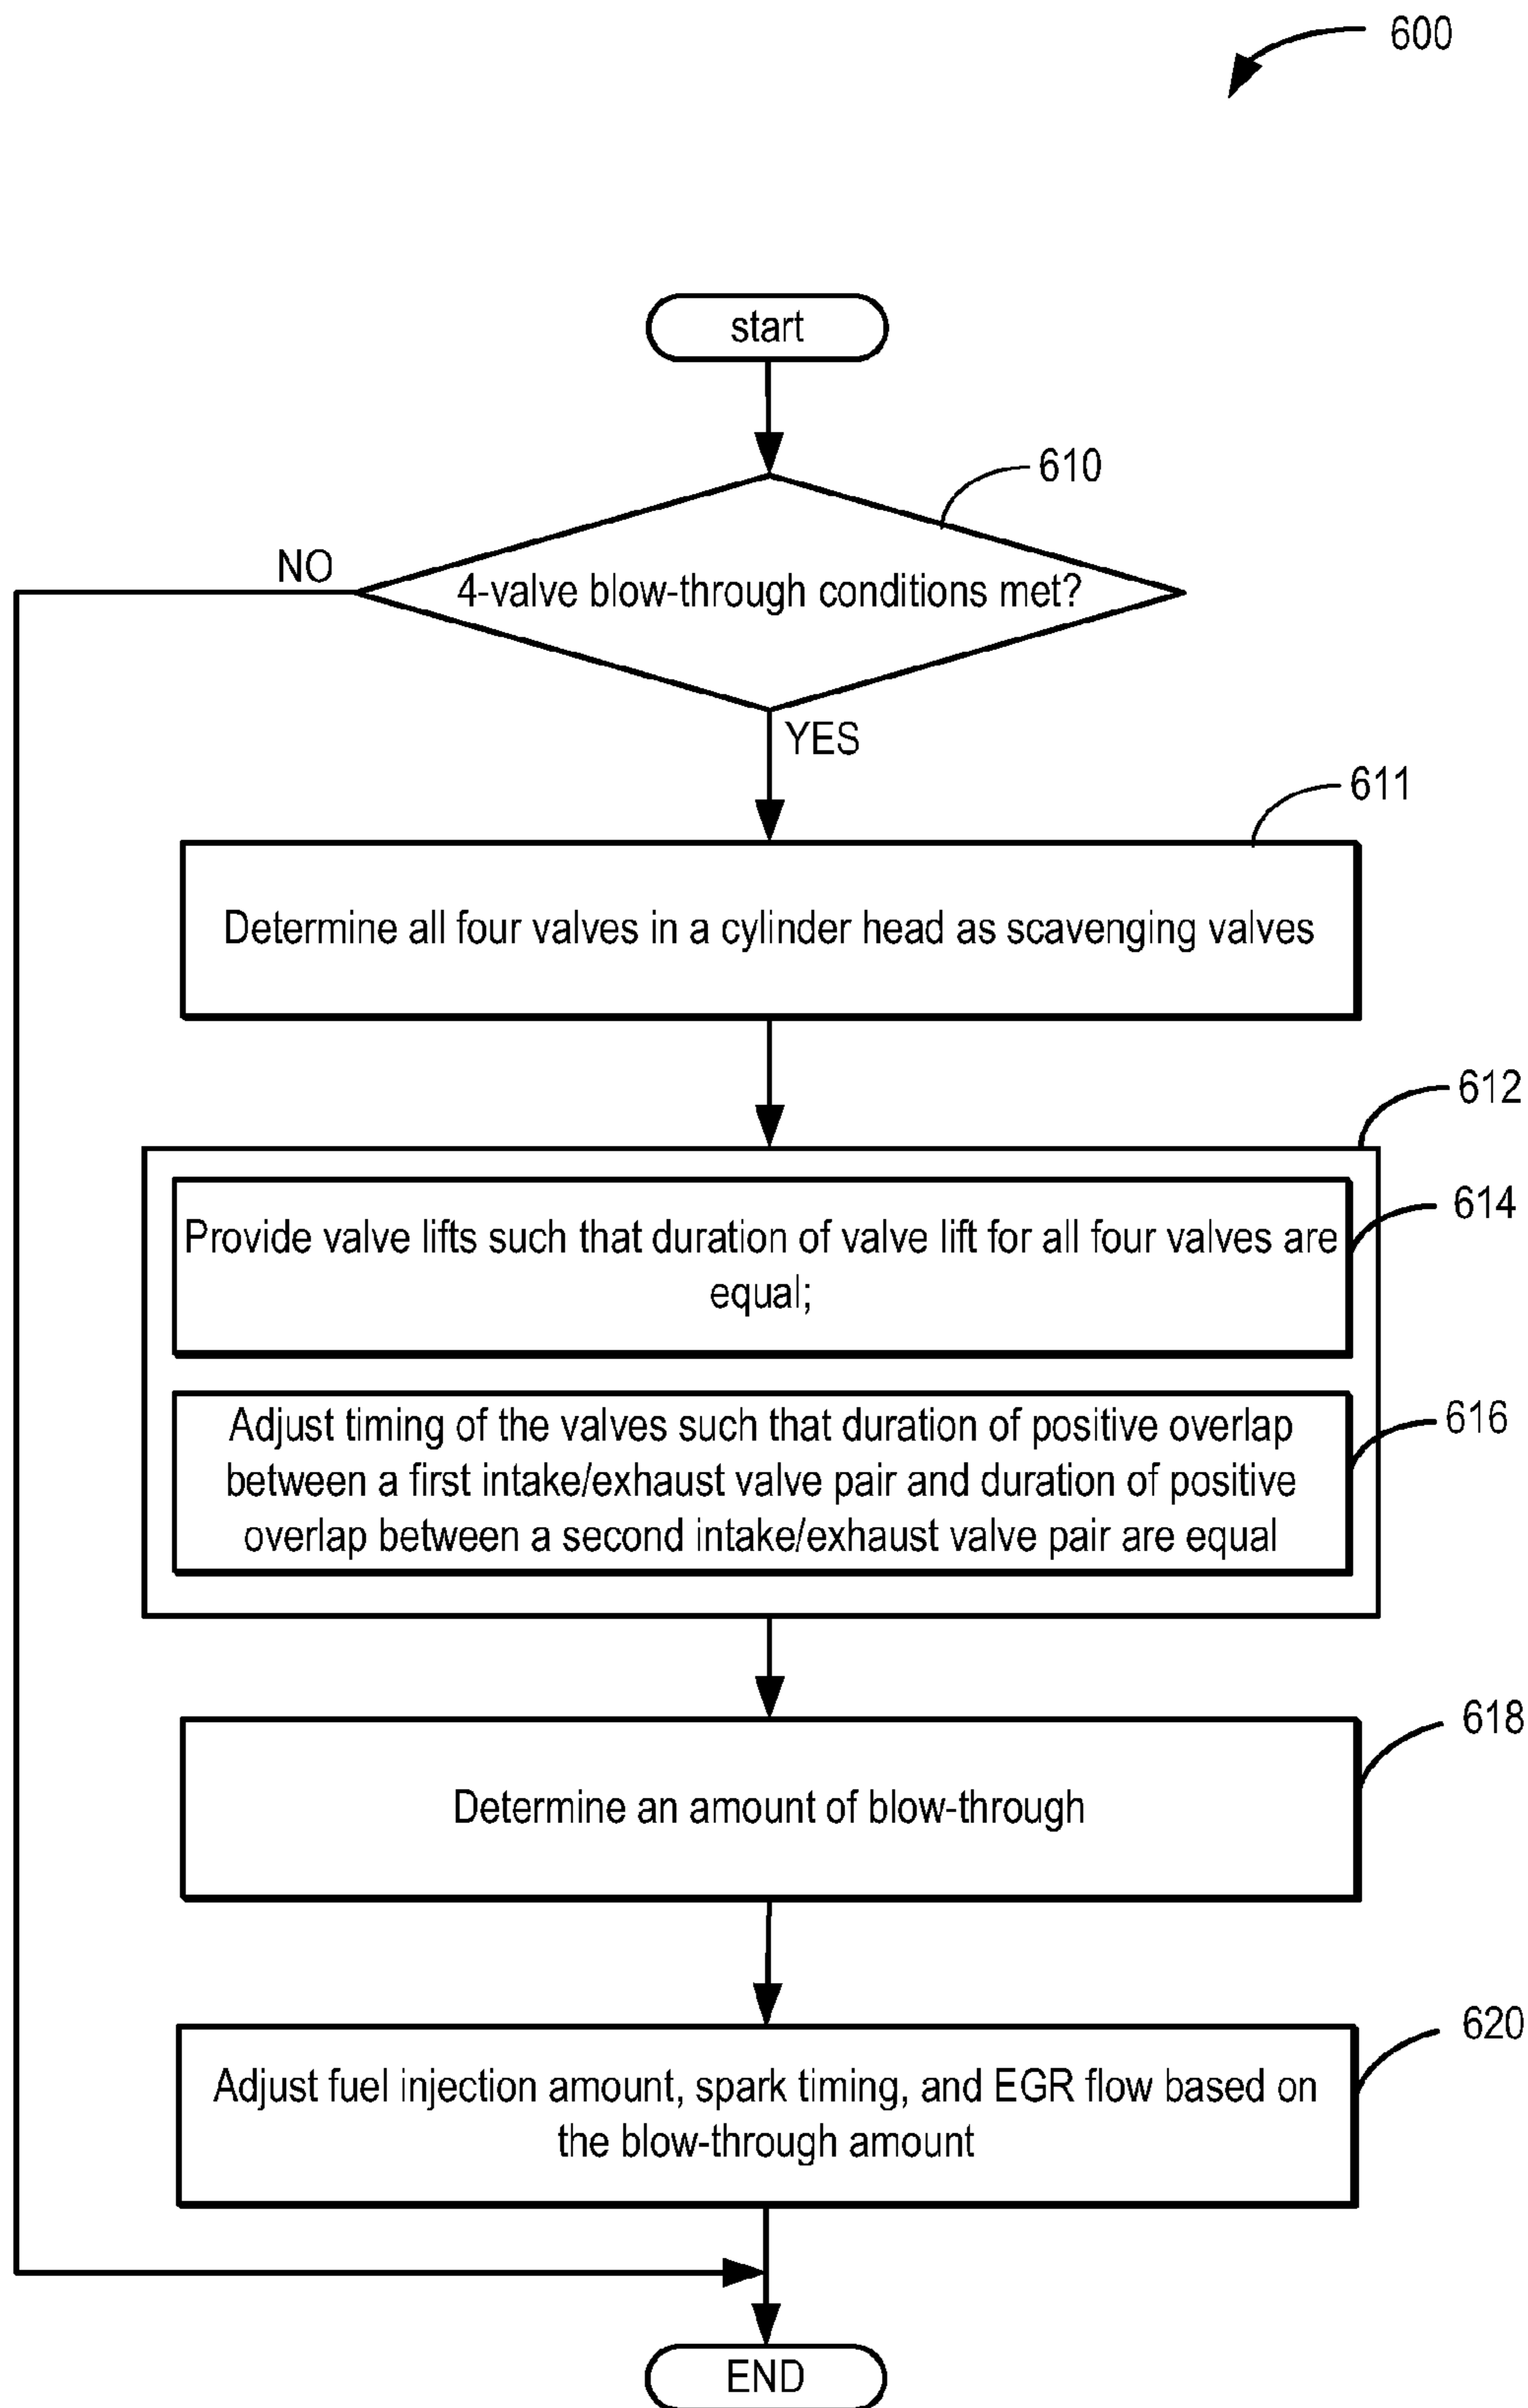 600
start
610
NO
4-valve blow-through conditions met?
YES
611
Determine all four valves in a cylinder head as scavenging valves
612
614
Provide valve lifts such that duration of valve lift for all four valves are
equal;
616
Adjust timing of the valves such that duration of positive overlap
between a first intake/exhaust valve pair and duration of positive
overlap between a second intake/exhaust valve pair are equal
618
Determine an amount of blow-through
620
Adjust fuel injection amount, spark timing, and EGR flow based on
the blow-through amount
END